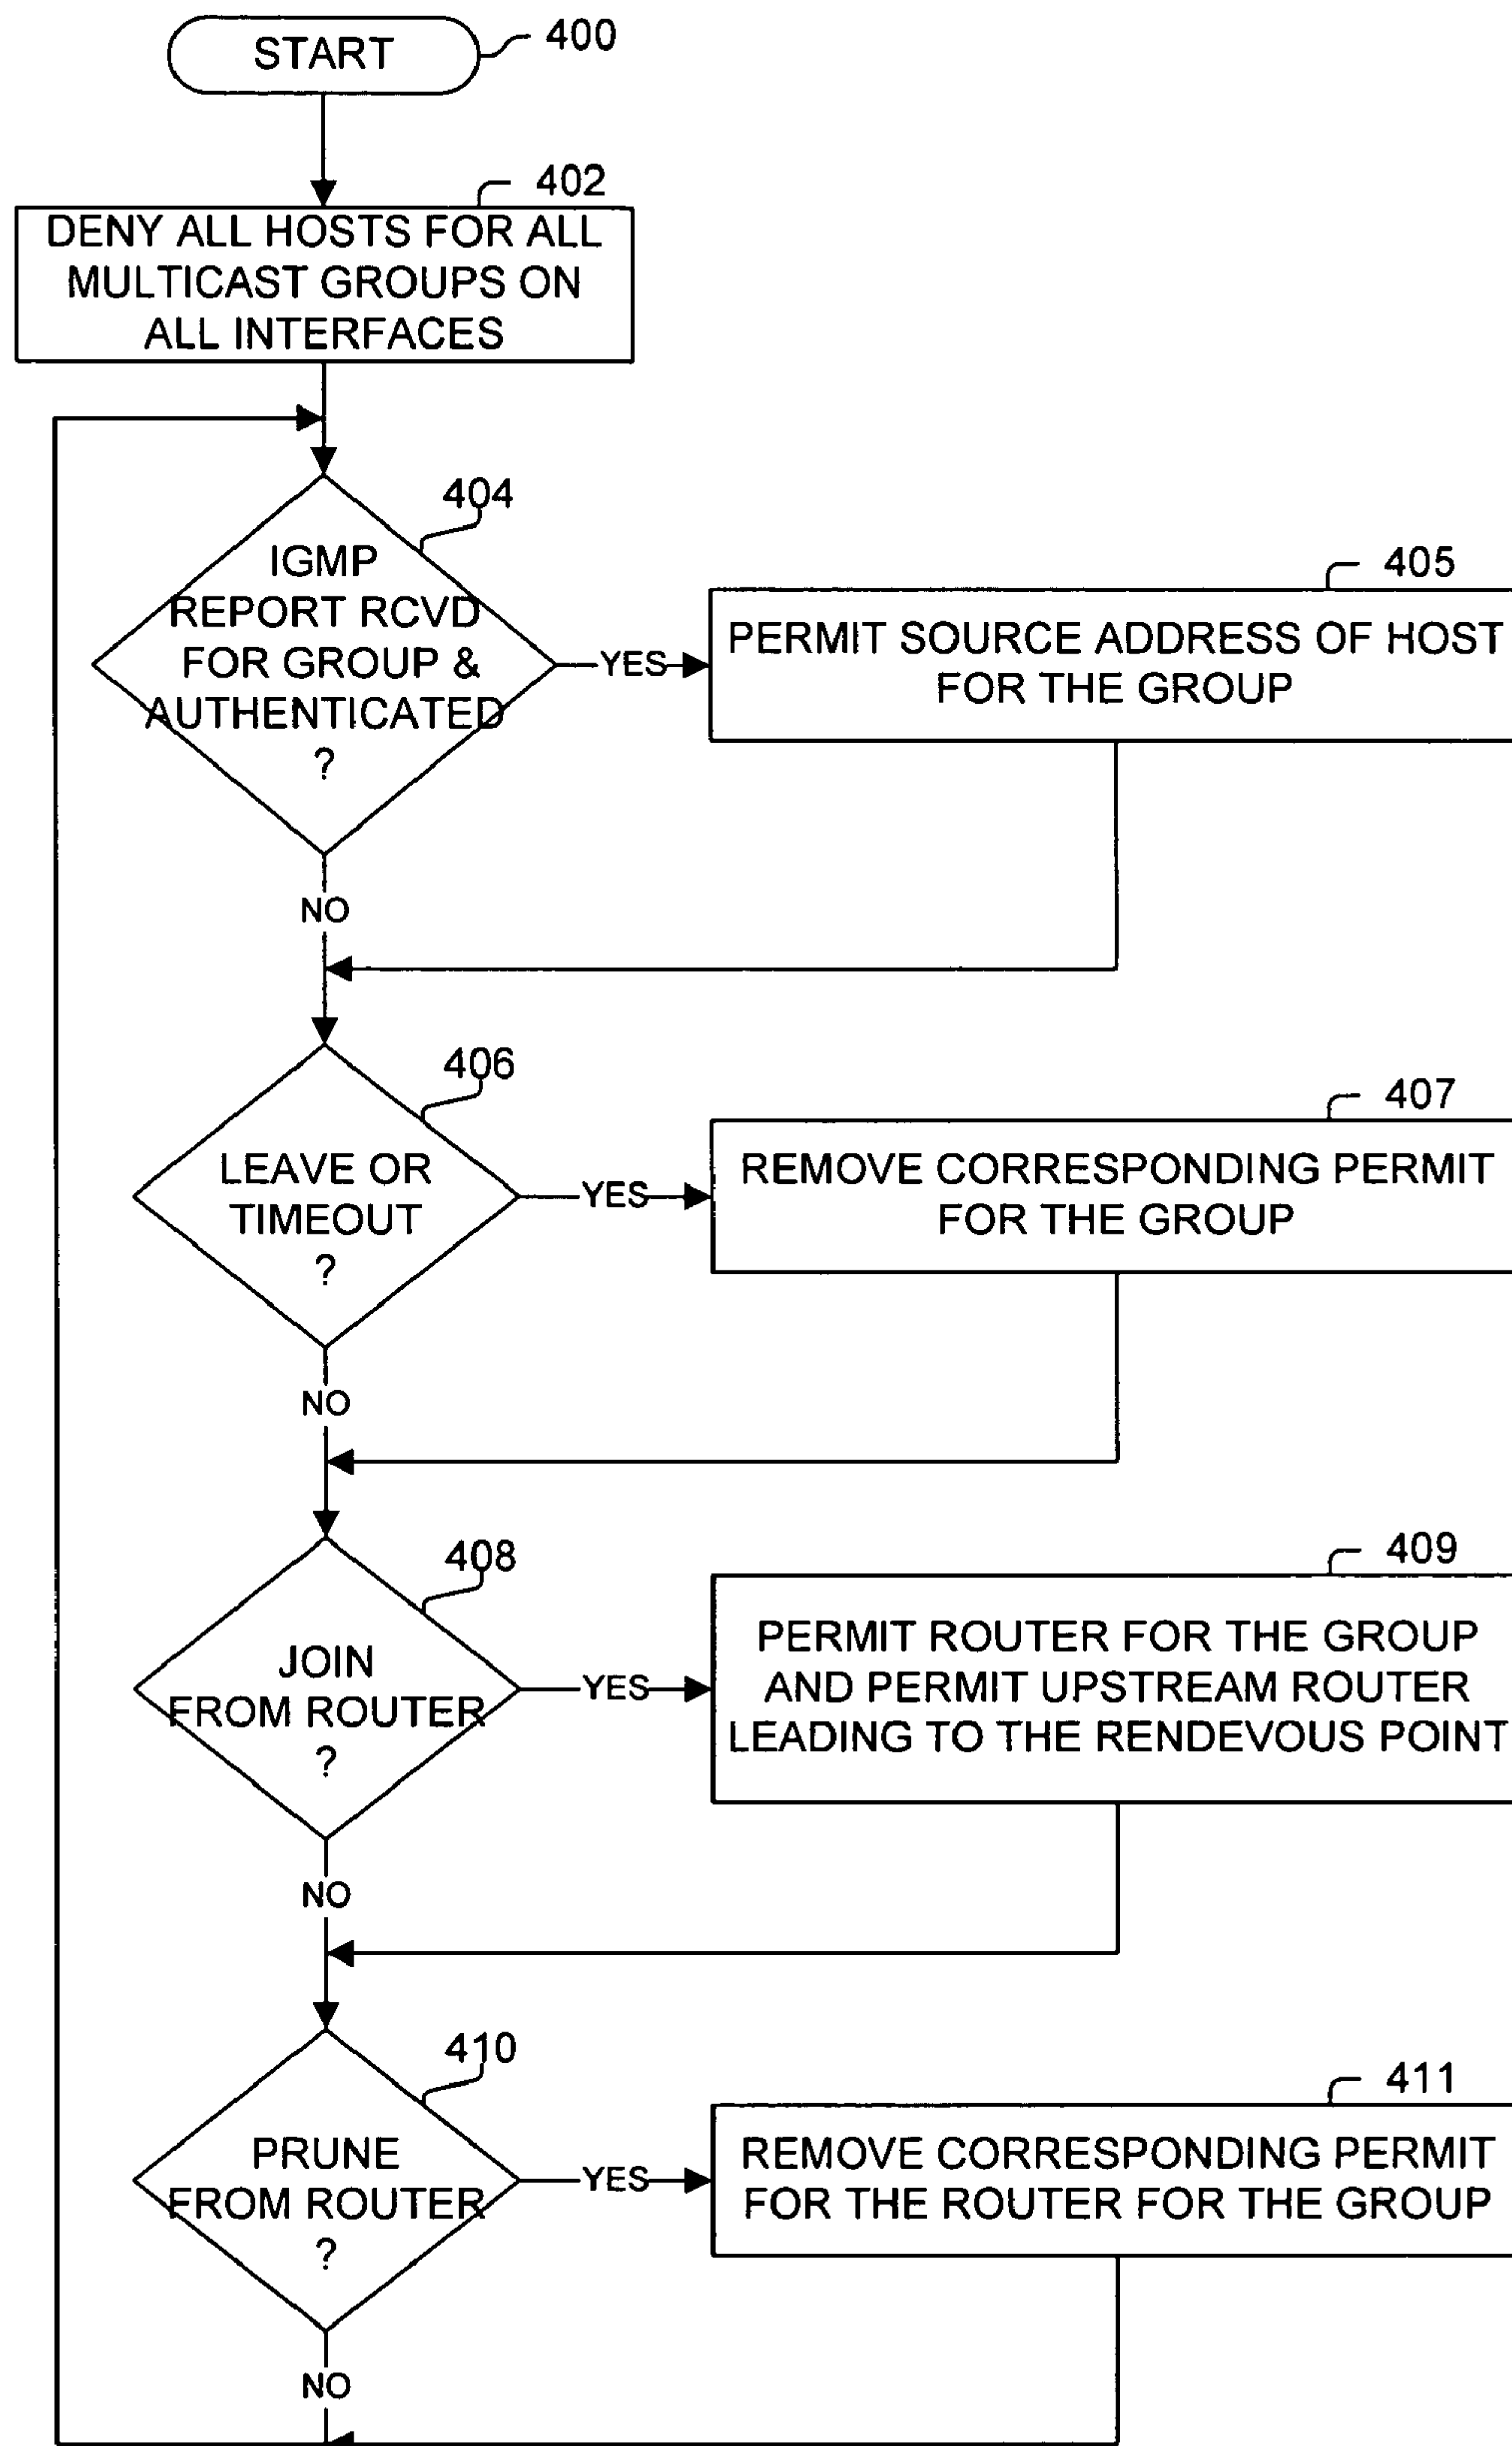 START
400
402
DENY ALL HOSTS FOR ALL
MULTICAST GROUPS ON
ALL INTERFACES
404
IGMP
REPORT RCVD
FOR GROUP &
AUTHENTICATED
?
YES
405
PERMIT SOURCE ADDRESS OF HOST
FOR THE GROUP
NO
406
LEAVE OR
TIMEOUT
?
YES
407
REMOVE CORRESPONDING PERMIT
FOR THE GROUP
NO
408
JOIN
FROM ROUTER
?
YES
409
PERMIT ROUTER FOR THE GROUP
AND PERMIT UPSTREAM ROUTER
LEADING TO THE RENDEVOUS POINT
NO
410
PRUNE
FROM ROUTER
?
YES
411
REMOVE CORRESPONDING PERMIT
FOR THE ROUTER FOR THE GROUP
NO